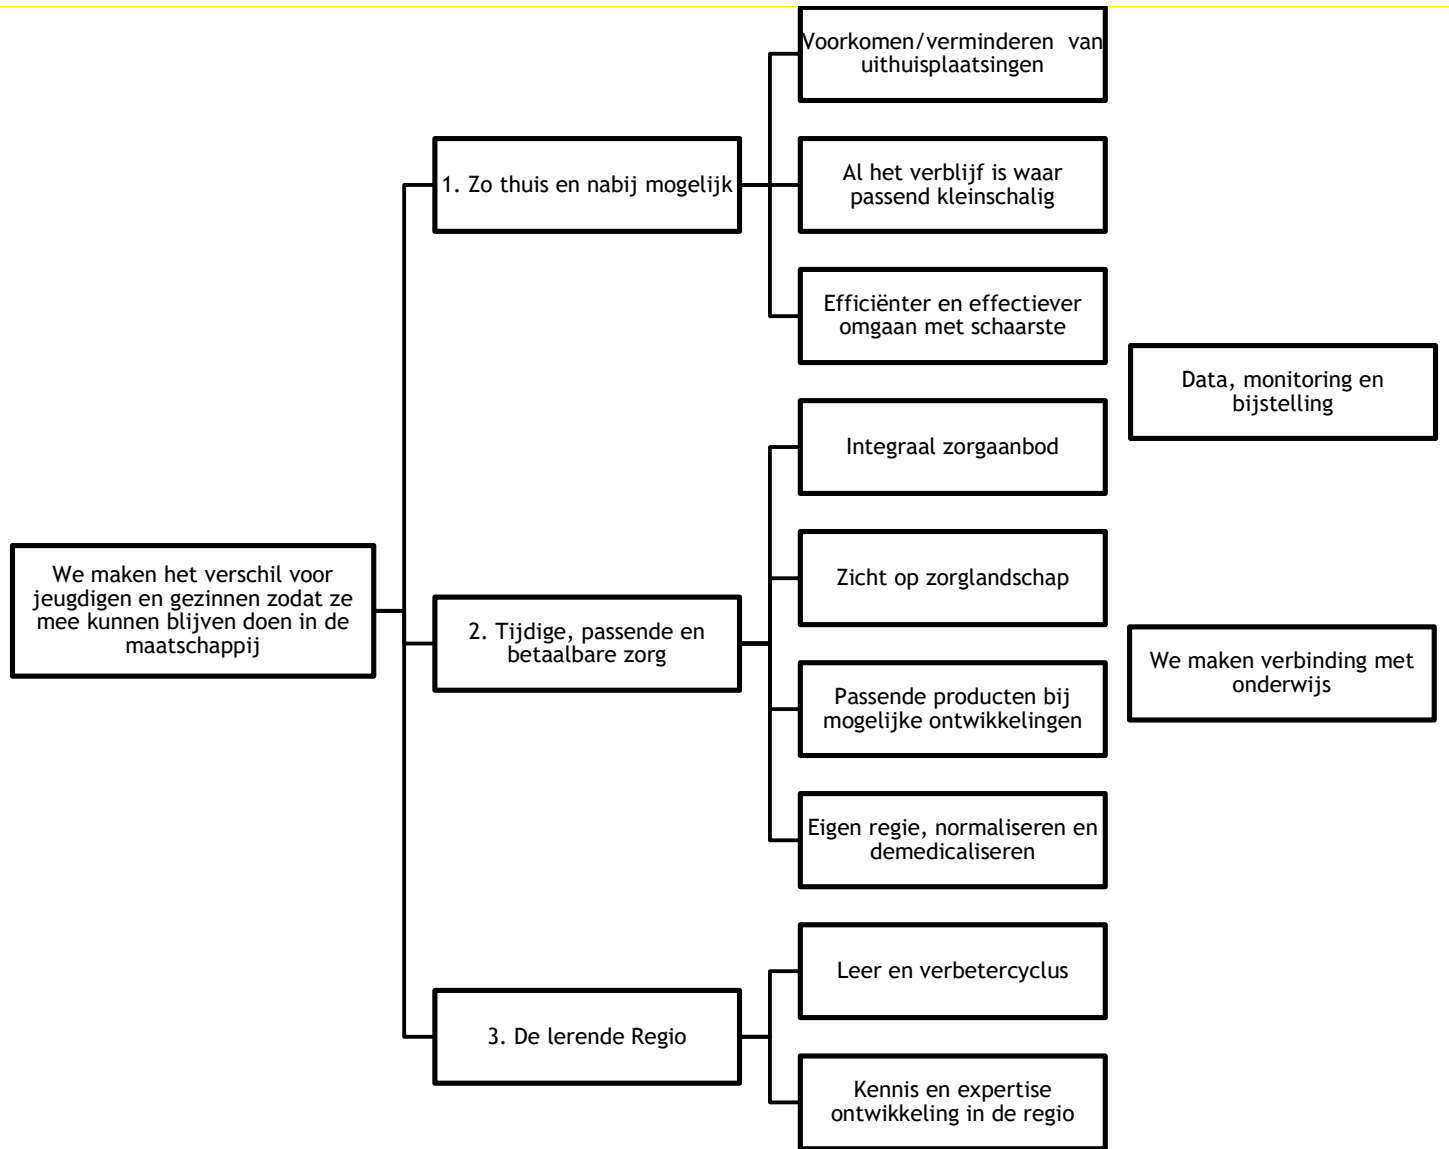 Voorkomen/verminderen van
uithuisplaatsingen
1. Zo thuis en nabij mogelijk
Al het verblijf is waar
passend kleinschalig
Efficiënter en effectiever
omgaan met schaarste
Data, monitoring en
bijstelling
Integraal zorgaanbod
We maken het verschil voor
jeugdigen en gezinnen zodat ze
mee kunnen blijven doen in de
maatschappij
Zicht op zorglandschap
2. Tijdige, passende en
betaalbare zorg
We maken verbinding met
onderwijs
Passende producten bij
mogelijke ontwikkelingen
Eigen regie, normaliseren en
demedicaliseren
Leer en verbetercyclus
3. De lerende Regio
Kennis en expertise
ontwikkeling in de regio